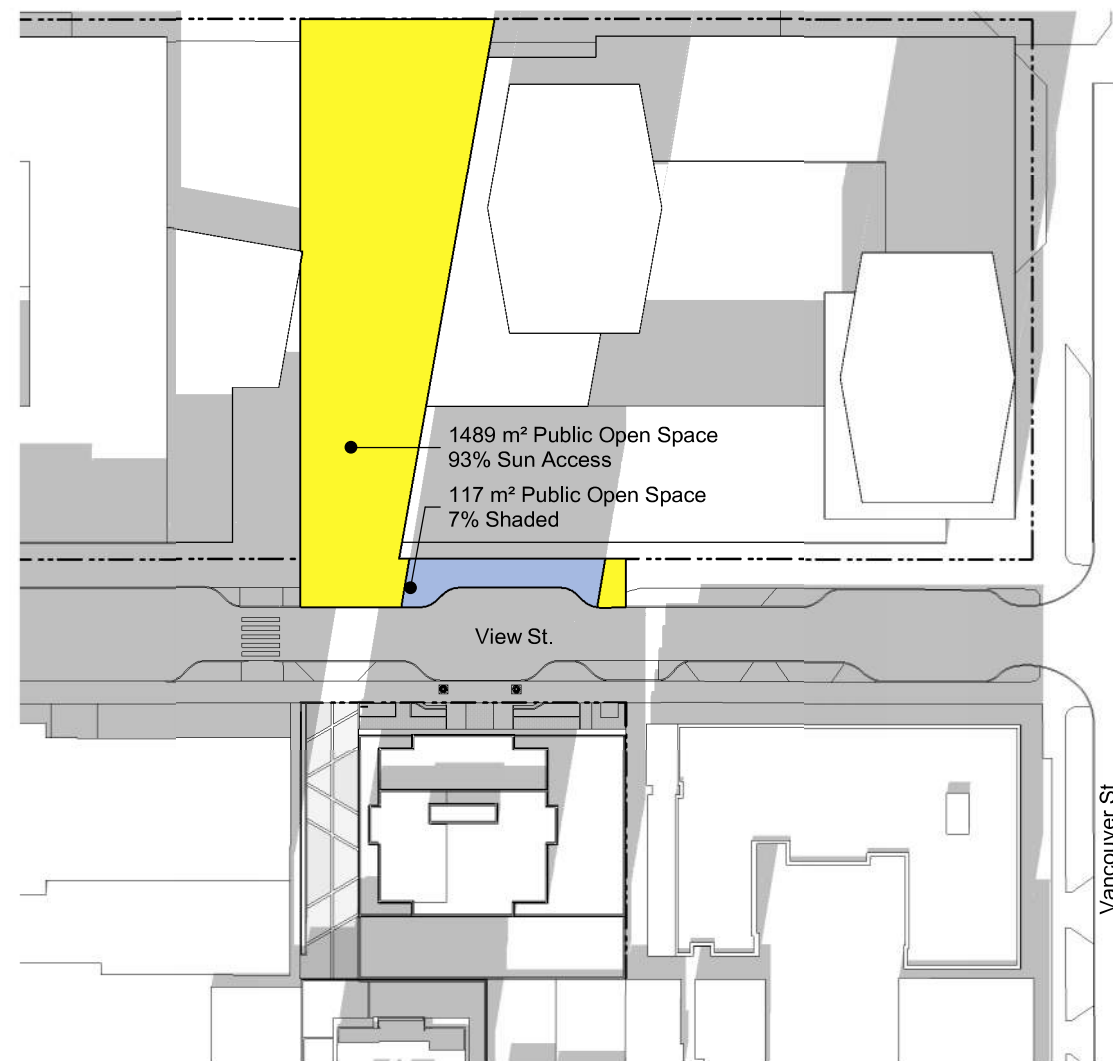 1489 m² Public Open Space
93% Sun Access
117 m² Public Open Space
7% Shaded
View St.
Vancouver St.